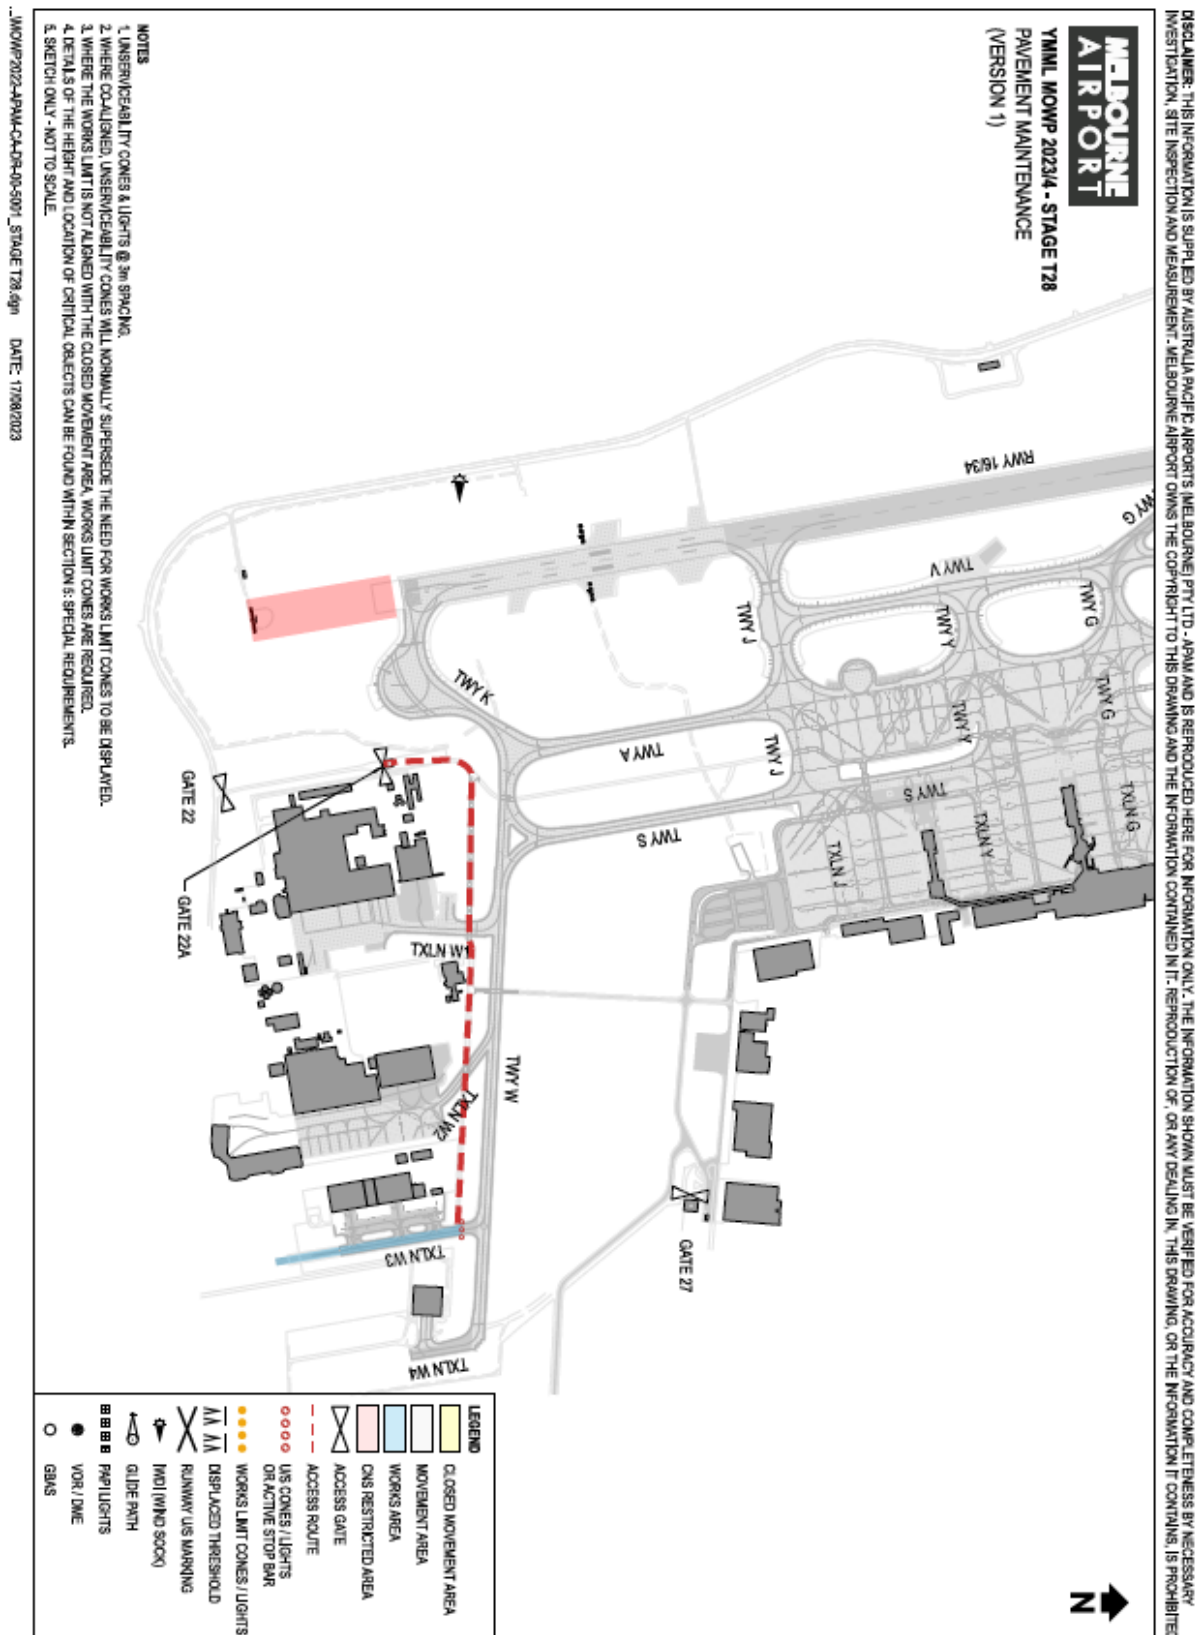 DISCLAIMER: THIS INFORMATION IS SUPPLIED BY AUSTRALIA PACIFIC AIRPORTS (MELBOURNE) PTY LTD - APAM AND IS REPRODUCED HERE FOR INFORMATION ONLY. THE INFORMATION SHOWN MUST BE VERIFIED FOR ACCURACY AND COMPLETENESS BY NECESSARY
INVESTIGATION, SITE INSPECTION AND MEASUREMENT. MELBOURNE AIRPORT OWNS THE COPYRIGHT TO THIS DRAWING AND THE INFORMATION CONTAINED IN IT. REPRODUCTION OF, OR ANY DEALING IN, THIS DRAWING, OR THE INFORMATION IT CONTAINS, IS PROHIBITED
MELBOURNE
AIRPORT
YMML MOWP 2023/4 - STAGE T28
PAVEMENT MAINTENANCE
(VERSION 1)
RWY 16/34
TWY G
TWY V
TWY G
TWY J
TWY Y
TWY G
TWY K
TWY Y
TWY A
TWY J
TWY S
TWY S
TXLN G
TXLN Y
TXLN J
GATE 22
GATE 22A
TXLN W1
TWY W
TXLN W2
GATE 27
TXLN W3
TXLN W4
N
NOTES
1. UNSERVICEABILITY CONES & LIGHTS @ 3m SPACING.
2. WHERE CO-ALIGNED, UNSERVICEABILITY CONES WILL NORMALLY SUPERSEDE THE NEED FOR WORKS LIMIT CONES TO BE DISPLAYED.
3. WHERE THE WORKS LIMIT IS NOT ALIGNED WITH THE CLOSED MOVEMENT AREA, WORKS LIMIT CONES ARE REQUIRED.
4. DETAILS OF THE HEIGHT AND LOCATION OF CRITICAL OBJECTS CAN BE FOUND WITHIN SECTION 5: SPECIAL REQUIREMENTS.
5. SKETCH ONLY - NOT TO SCALE.
LEGEND
CLOSED MOVEMENT AREA
MOVEMENT AREA
WORKS AREA
CNS RESTRICTED AREA
ACCESS GATE
ACCESS ROUTE
U/S CONES / LIGHTS
OR ACTIVE STOP BAR
WORKS LIMIT CONES / LIGHTS
DISPLACED THRESHOLD
RUNWAY U/S MARKING
IWDI (WIND SOCK)
GLIDE PATH
PAPI LIGHTS
VOR / DME
GBAS
...\MOWP2022-APAM-CA-DR-00-5001_STAGE T28.dgn DATE: 17/08/2023